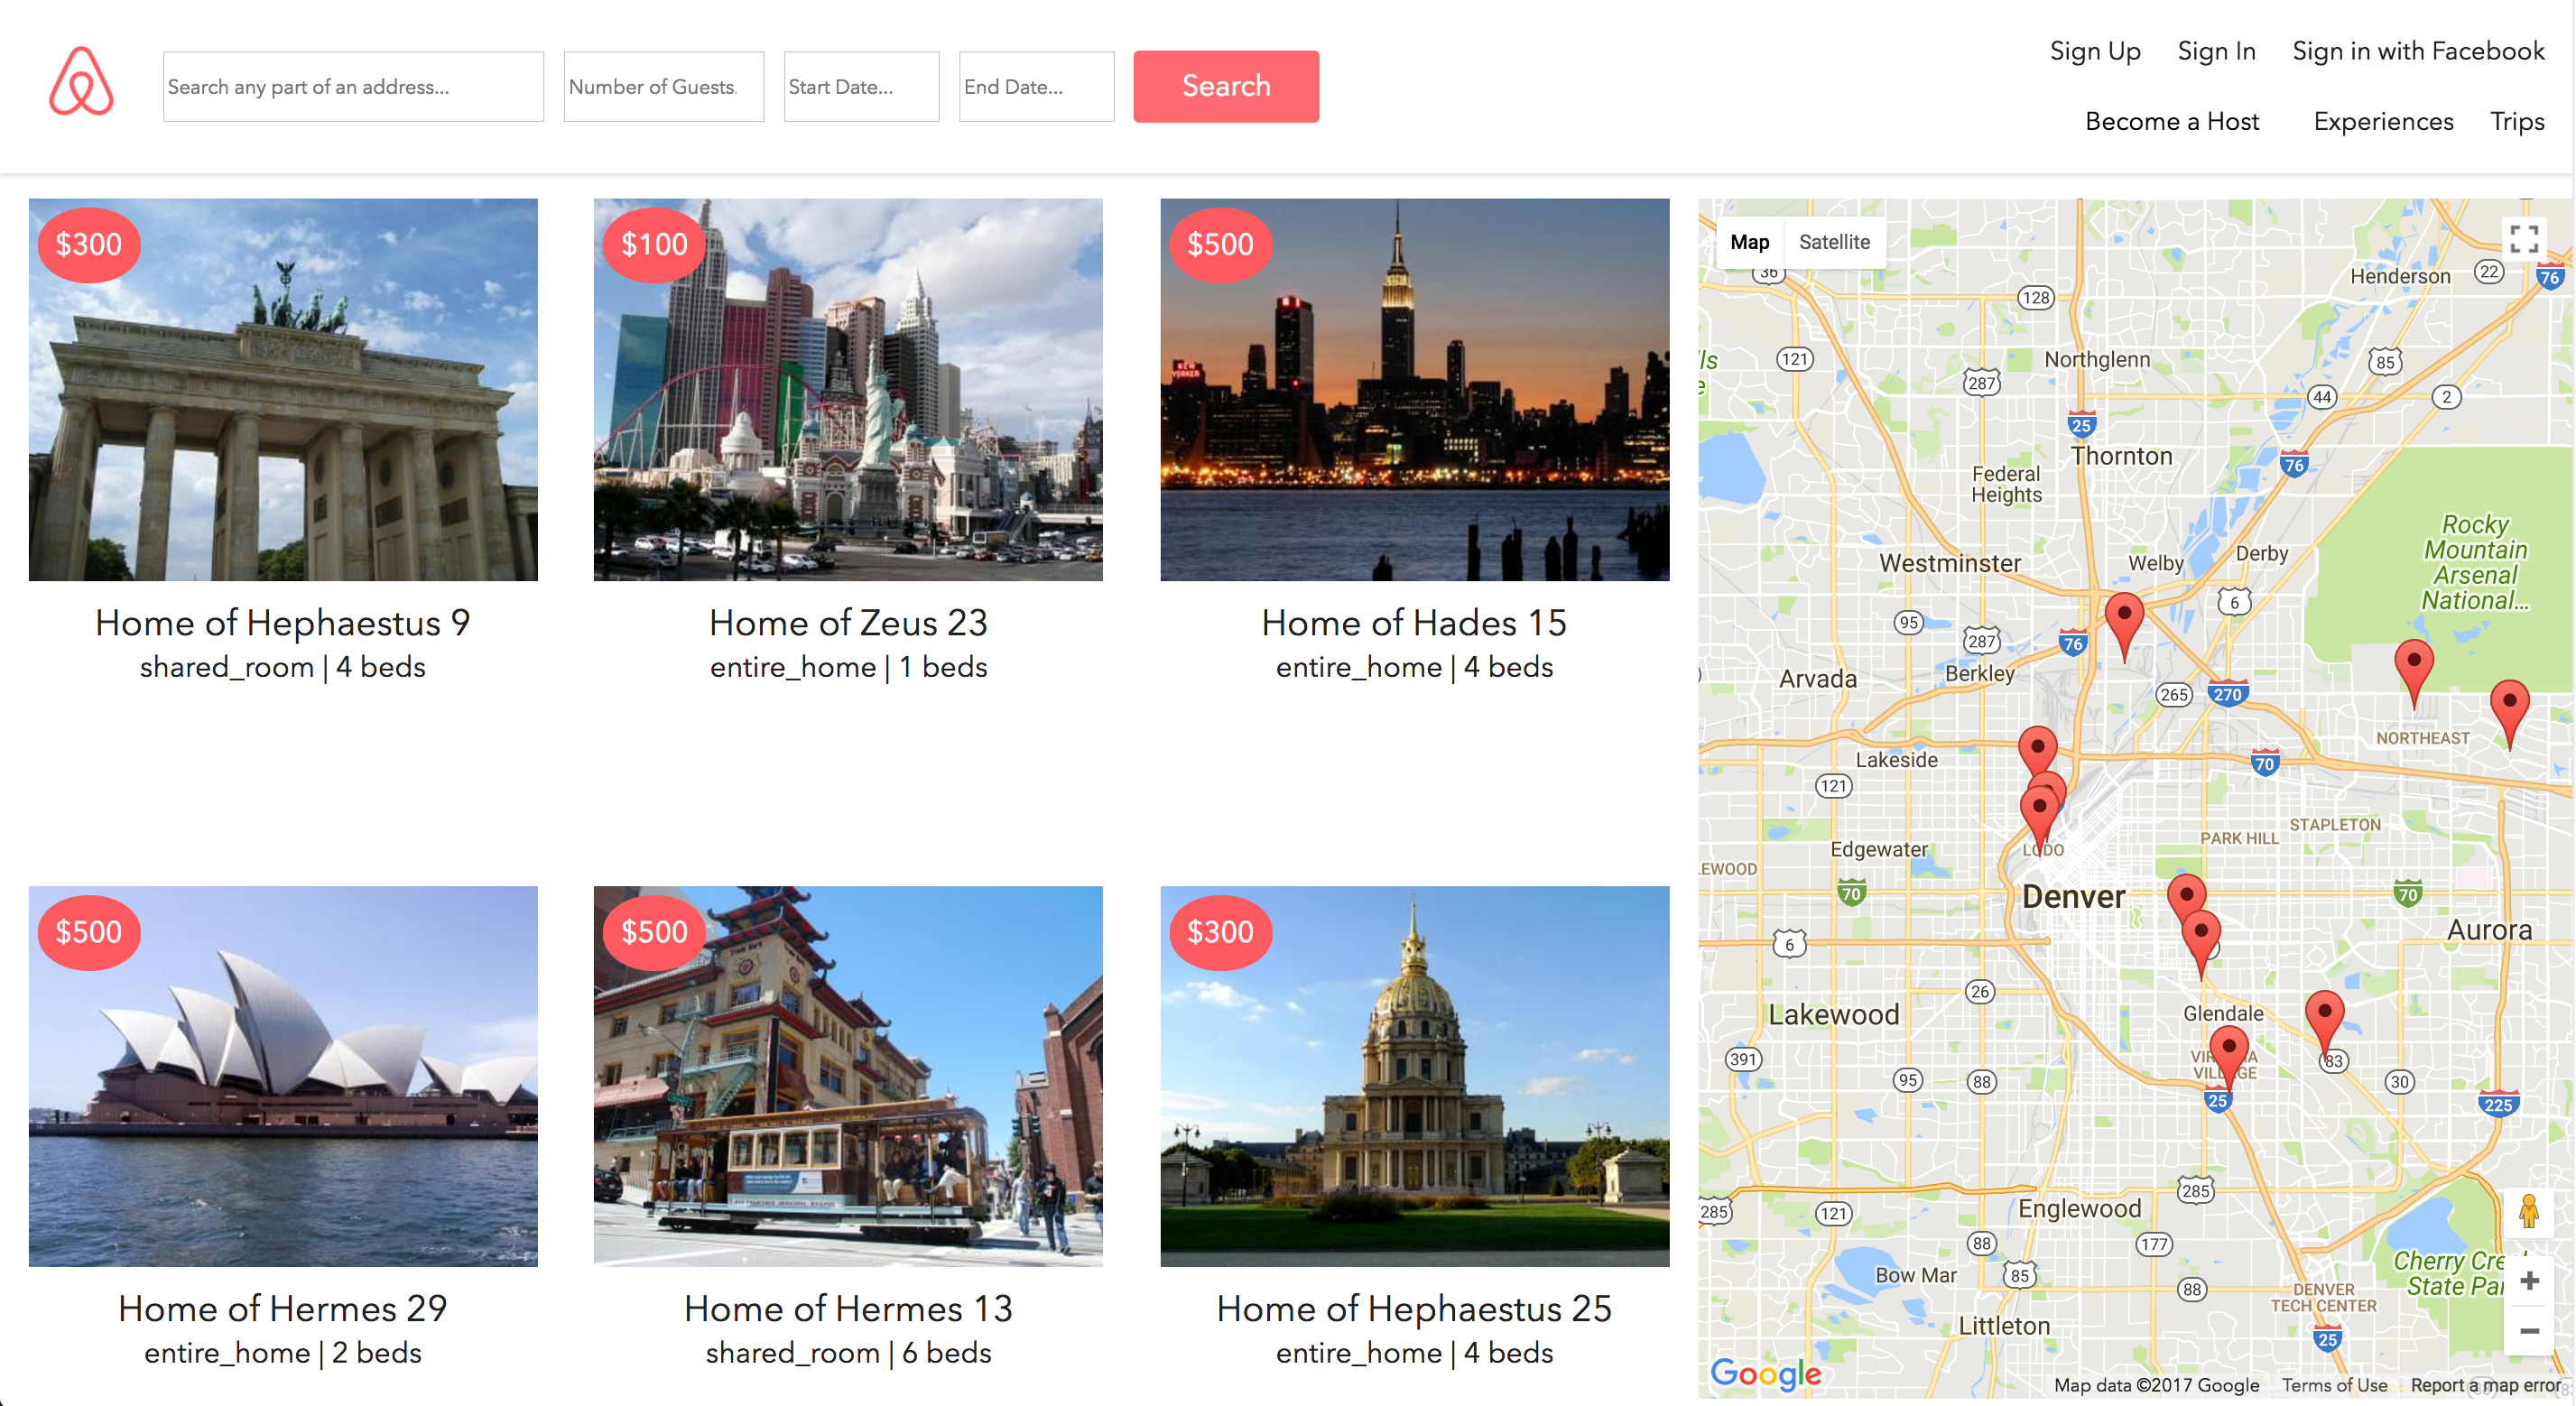 Sign Up Sign In Sign in with Facebook
Search any part of an address... Number of Guests. Start Date... End Date... Search
Become a Host Experiences Trips
$300
$100
$500
NEW
YORKER
Home of Hephaestus 9
shared_room | 4 beds
Home of Zeus 23
entire_home | 1 beds
Home of Hades 15
entire_home | 4 beds
$500
$500
$300
Home of Hermes 29
entire_home | 2 beds
Home of Hermes 13
shared_room | 6 beds
Home of Hephaestus 25
entire_home | 4 beds
Map Satellite
36
Henderson 22 76
128
ls
e
121
Northglenn
85
287
44 2
25
Thornton
76
Federal
Heights
Rocky
Mountain
Arsenal
National...
Westminster Welby Derby
6
95
287
76
Arvada Berkley
265 270
NORTHEAST
Lakeside
70
121
STAPLETON
PARK HILL
Edgewater
LODO
EWOOD
70
Denver
70
Aurora
6
26
Lakewood
Glendale
391
VIRGINIA
VILLAGE
83
95 88
30
25
225
285
285
121
Englewood
88
177
Cherry Cre
State Pa
Bow Mar
85
88
DENVER
TECH CENTER
Littleton
25
Google
Map data ©2017 Google Terms of Use Report a map error